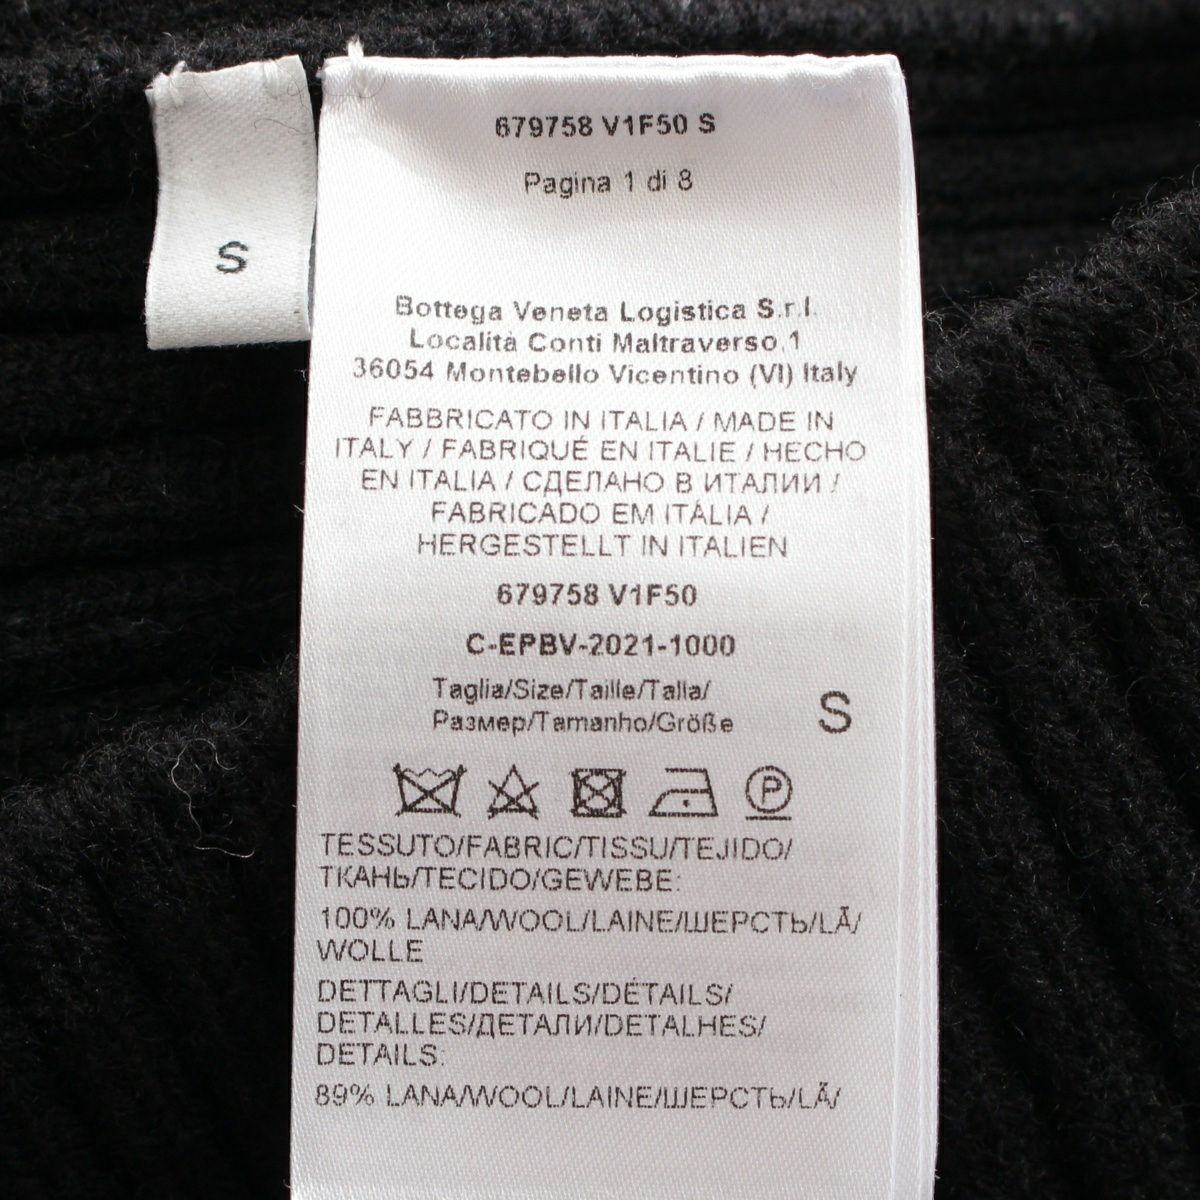 S
679758 V1F50 S
Pagina 1 di 8
Bottega Veneta Logistica S.r.l.
Località Conti Maltraverso,1
36054 Montebello Vicentino (VI) Italy
FABBRICATO IN ITALIA / MADE IN
ITALY / FABRIQUÉ EN ITALIE / HECHO
EN ITALIA / СДЕЛАНО В ИТАЛИИ /
FABRICADO EM ITÁLIA /
HERGESTELLT IN ITALIEN
679758 V1F50
C-EPBV-2021-1000
Taglia/Size/Taille/Talla/
Размер/Tamanho/Größe S
P
TESSUTO/FABRIC/TISSU/TEJIDO/
ТКАНЬ/TECIDO/GEWEBE:
100% LANA/WOOL/LAINE/ШЕРСТЬ/LÃ/
WOLLE
DETTAGLI/DETAILS/DÉTAILS/
DETALLES/ДЕТАЛИ/DETALHES/
DETAILS:
89% LANA/WOOL/LAINE/ШЕРСТЬ/LÃ/